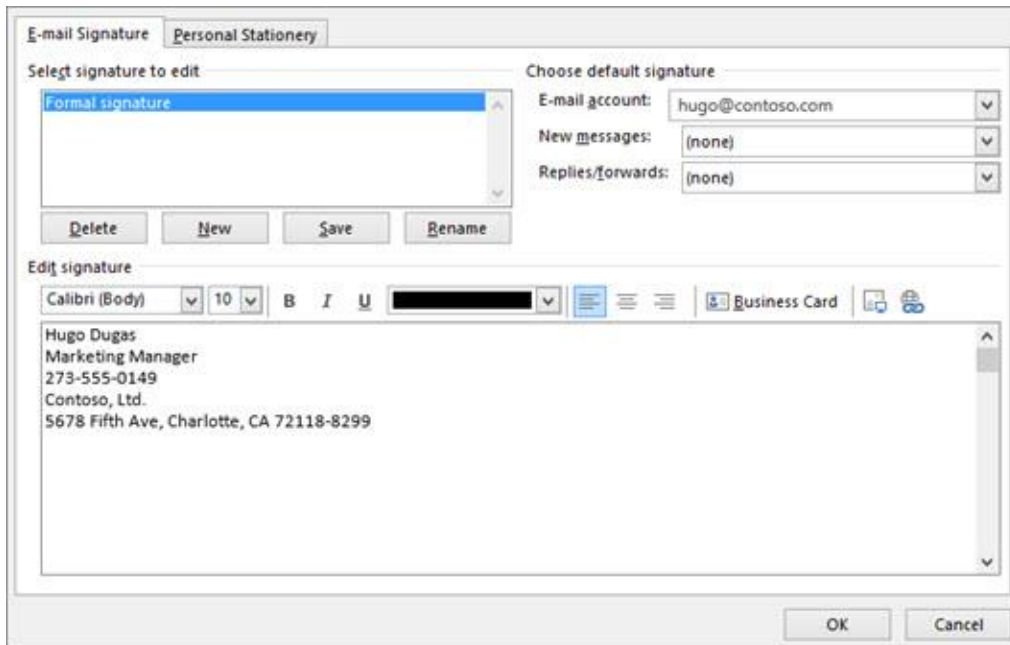 E-mail Signature
Personal Stationery
Select signature to edit
Formal signature
Delete
New
Save
Rename
Choose default signature
E-mail account:
hugo@contoso.com
New messages:
(none)
Replies/forwards:
(none)
Edit signature
Calibri (Body)
10
B
I
U
Business Card
Hugo Dugas
Marketing Manager
273-555-0149
Contoso, Ltd.
5678 Fifth Ave, Charlotte, CA 72118-8299
OK
Cancel